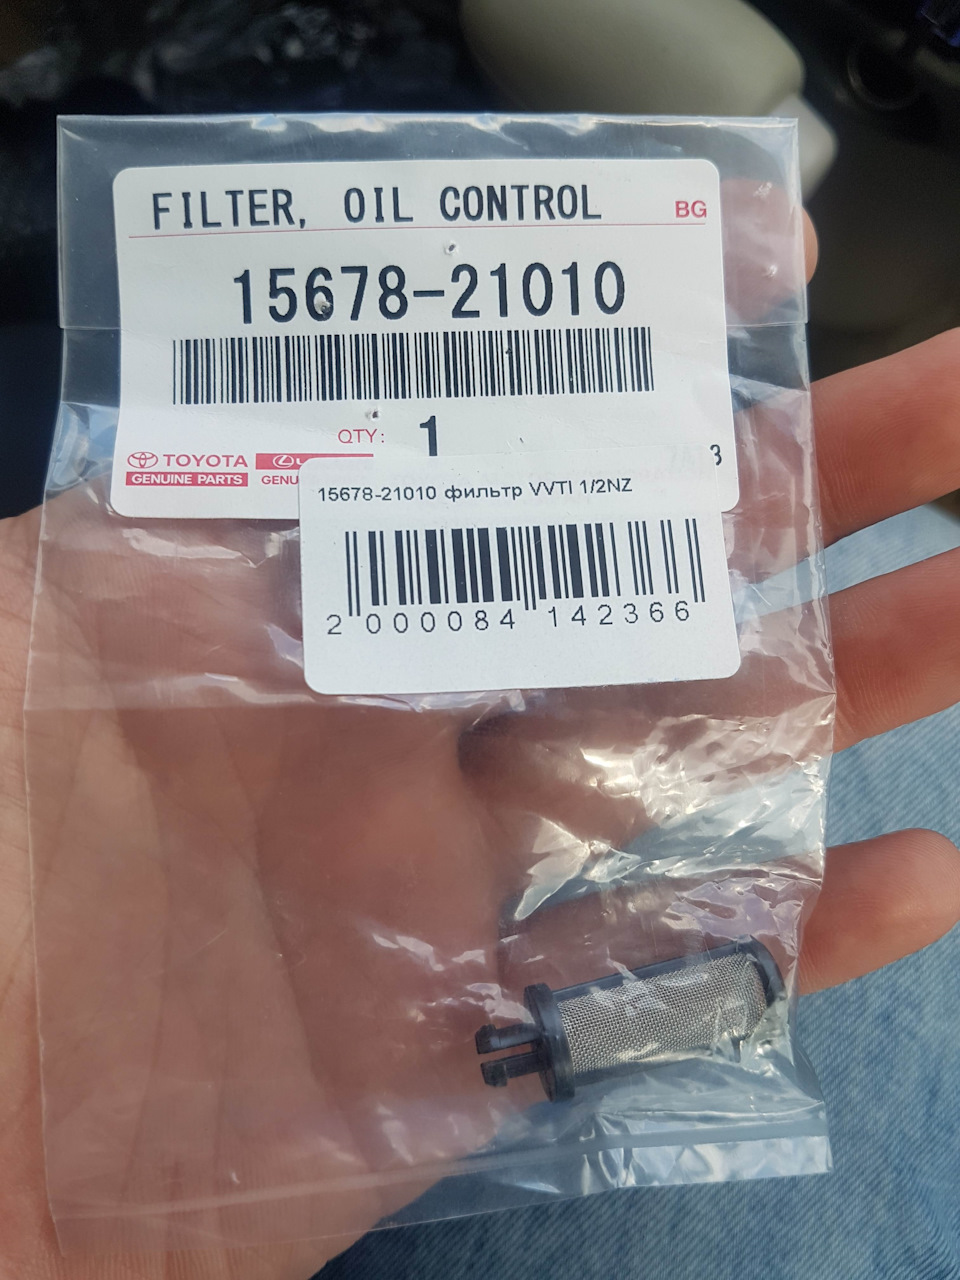 FILTER, OIL CONTROL
BG
15678-21010
QTY: 1
TOYOTA
GENUINE PARTS
15678-21010 фильтр VVTI 1/2NZ
2 000084 142366